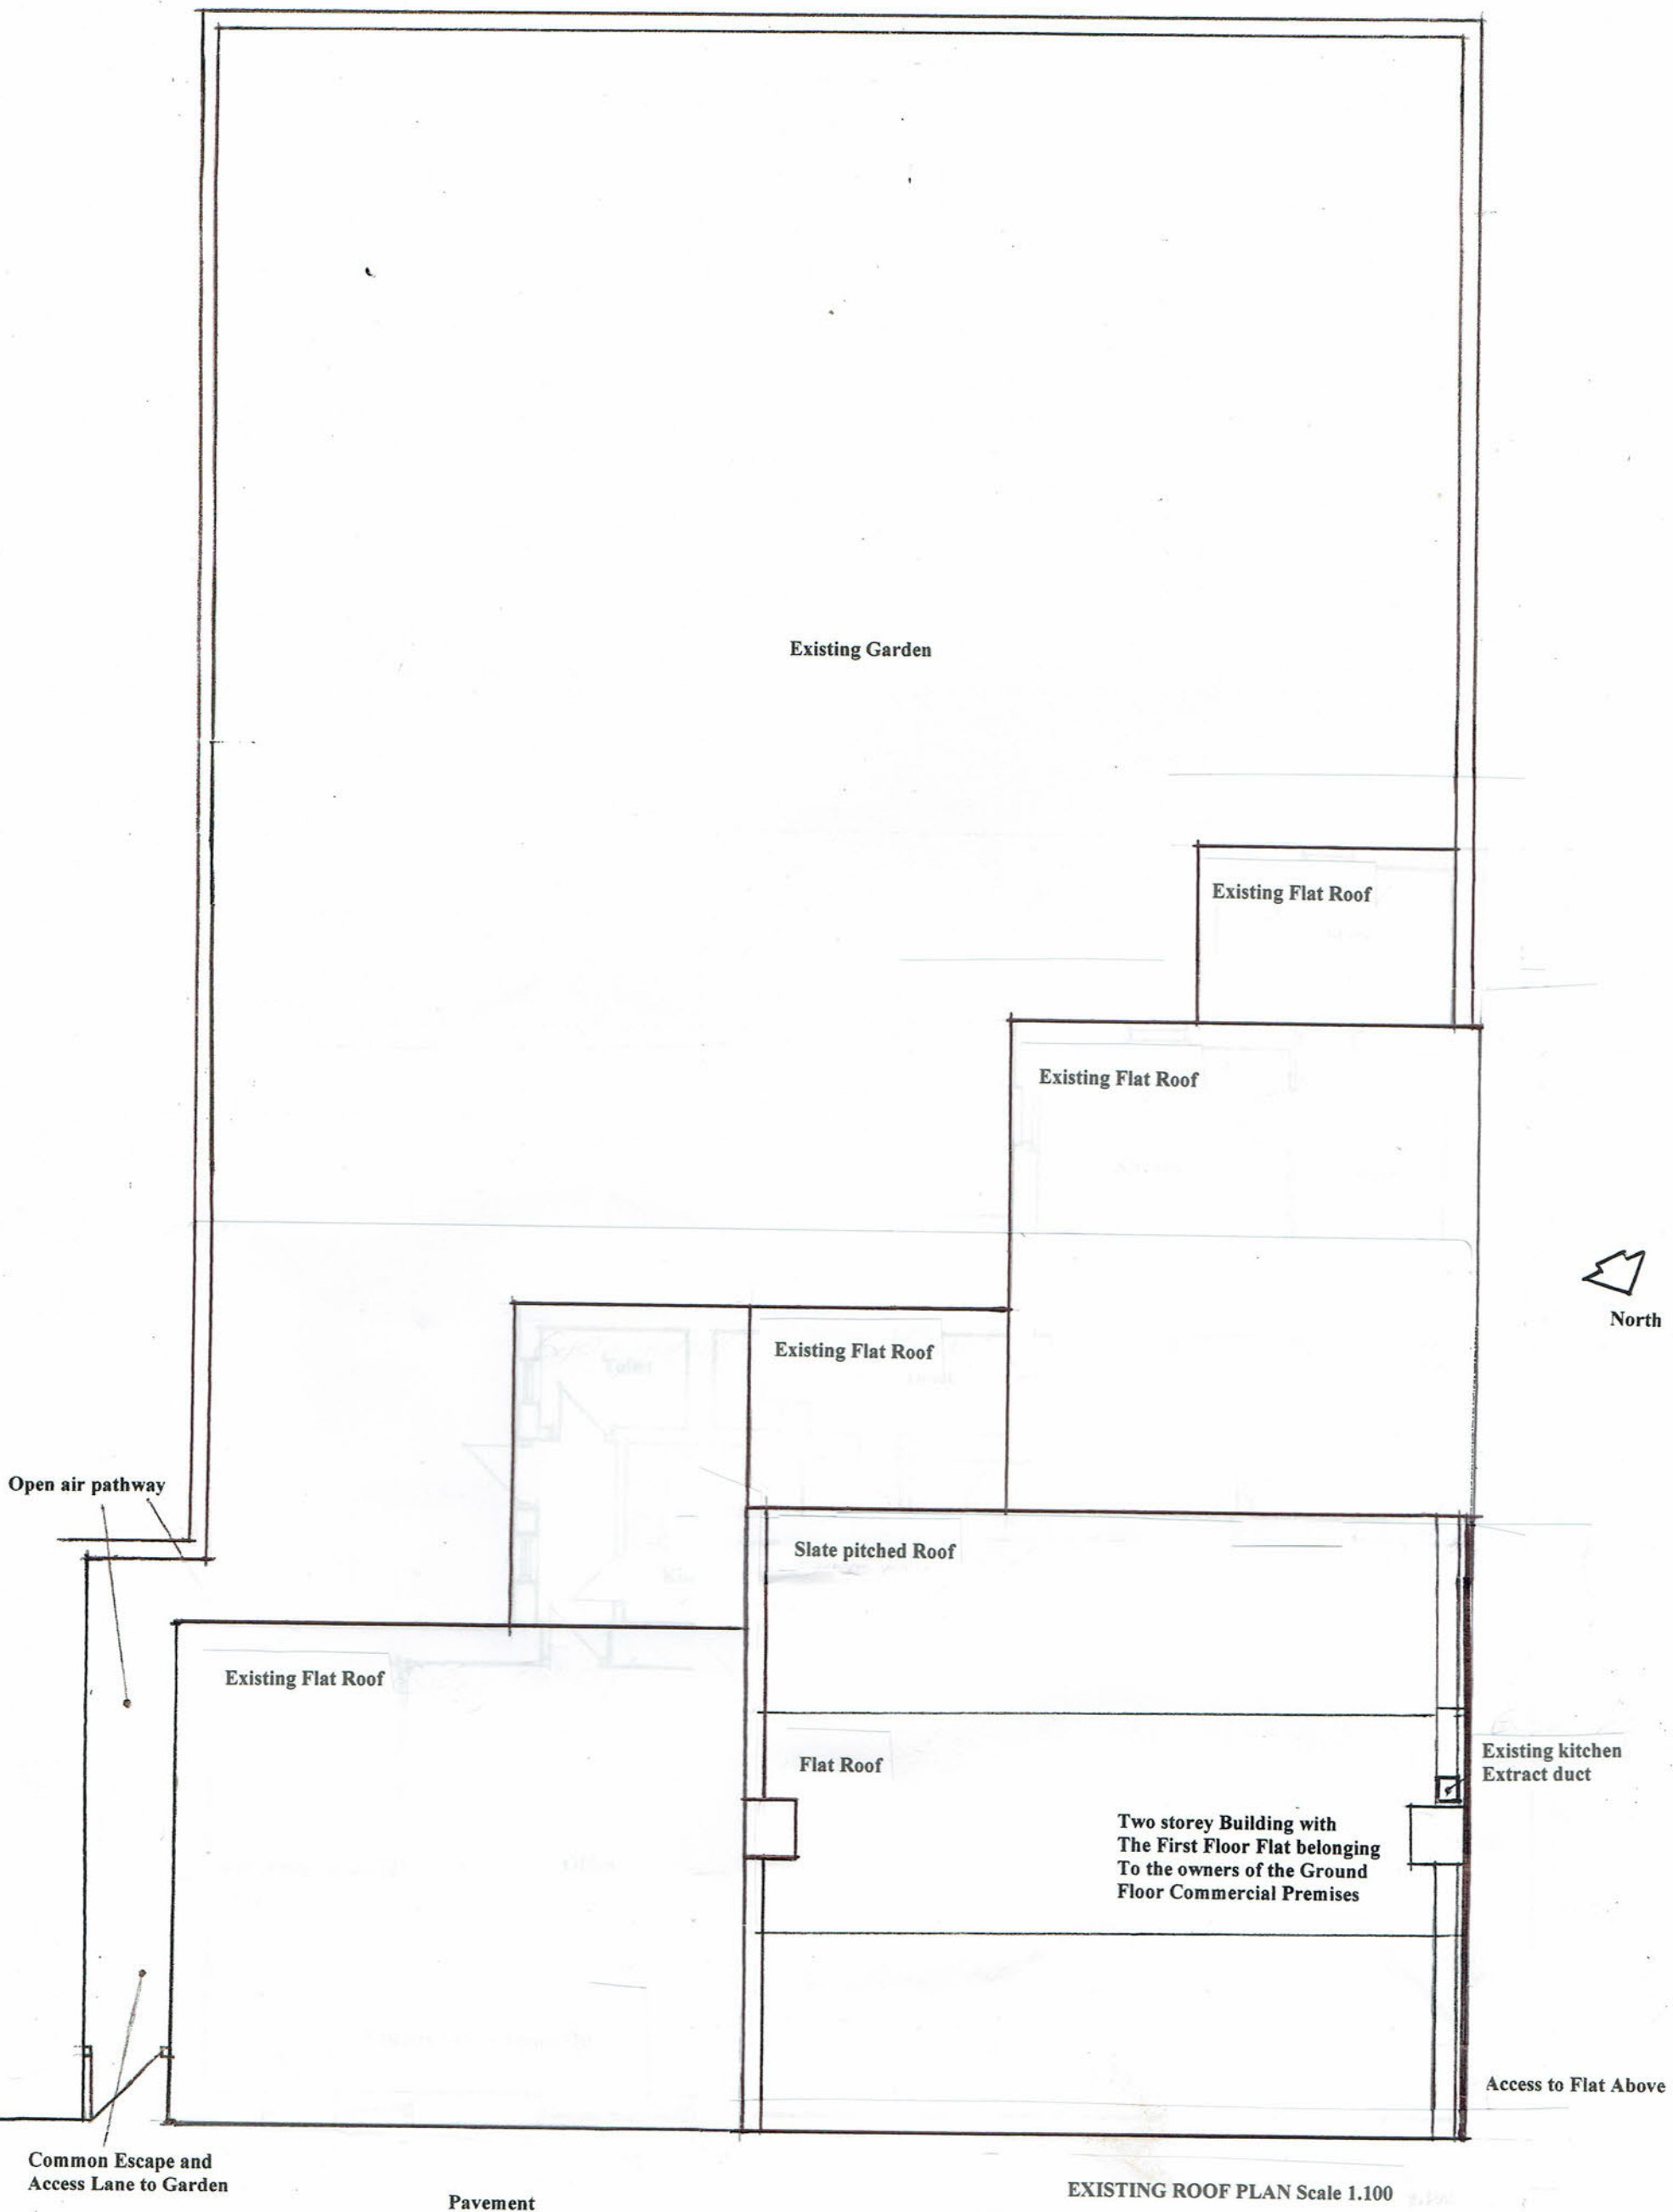 Existing Garden
Existing Flat Roof
Existing Flat Roof
North
Existing Flat Roof
Open air pathway
Slate pitched Roof
Existing Flat Roof
Flat Roof
Existing kitchen
Extract duct
Two storey Building with
The First Floor Flat belonging
To the owners of the Ground
Floor Commercial Premises
Access to Flat Above
Common Escape and
Access Lane to Garden
Pavement
EXISTING ROOF PLAN Scale 1.100